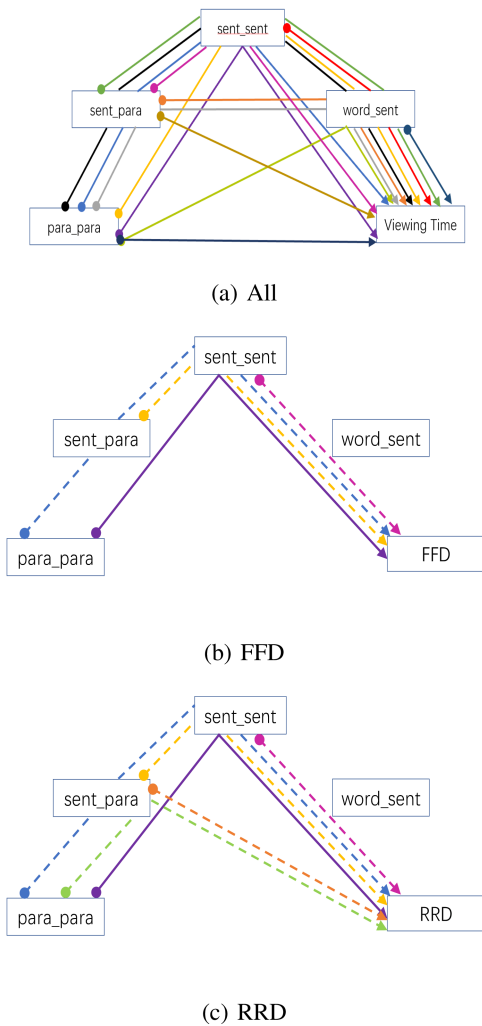 sent_sent
sent_para word_sent
para_para Viewing Time
(a) All
sent_sent
sent_para word_sent
para_para FFD
(b) FFD
sent_sent
sent_para word_sent
para_para RRD
(c) RRD